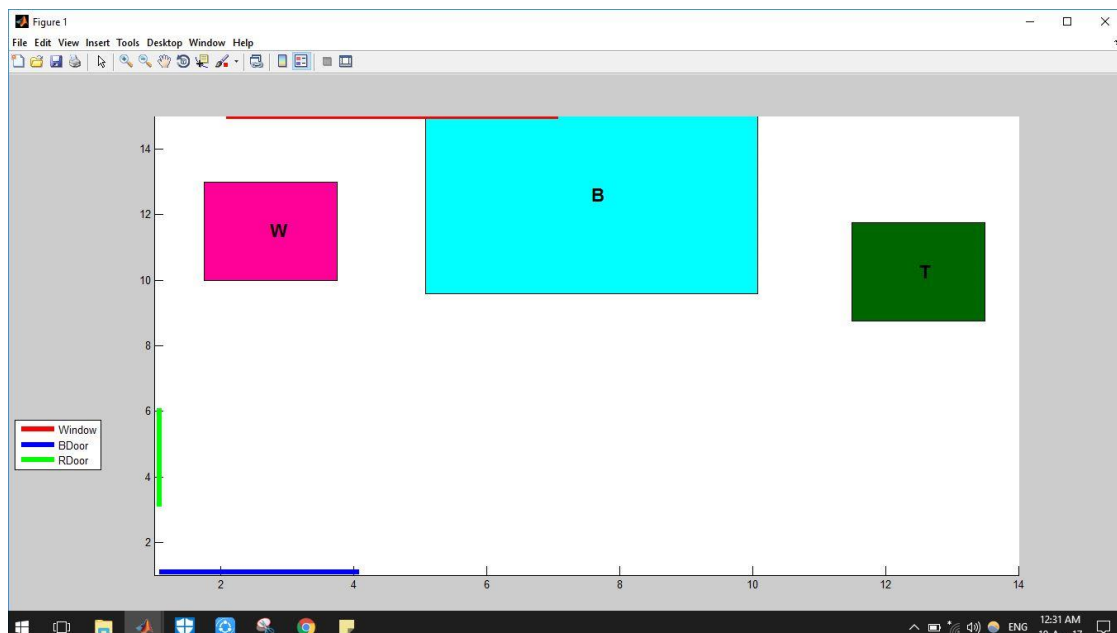 Figure 1
File Edit View Insert Tools Desktop Window Help
14
12
10
8
6
4
2
W
B
T
Window
BDoor
RDoor
2 4 6 8 10 12 14
ENG 12:31 AM